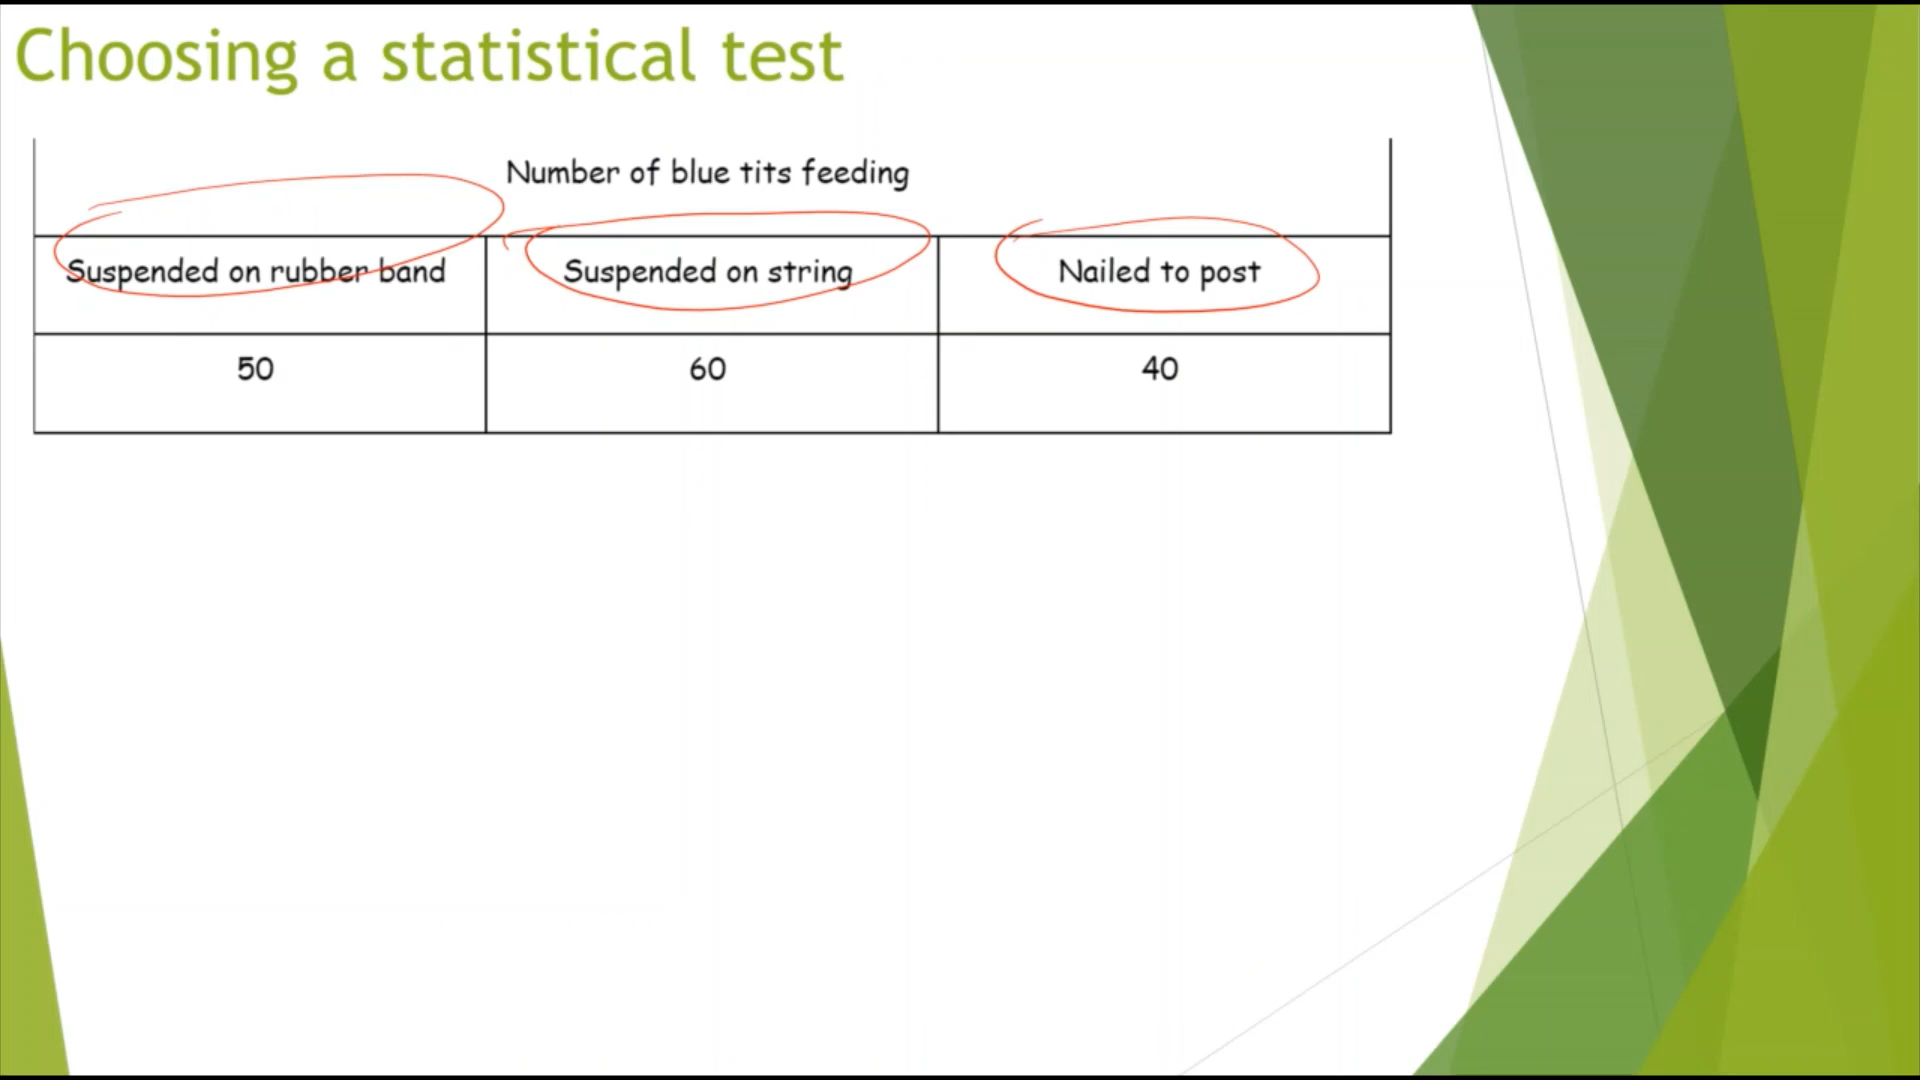 Choosing a statistical test
Number of blue tits feeding
Suspended on rubber band Suspended on string Nailed to post
50 60 40